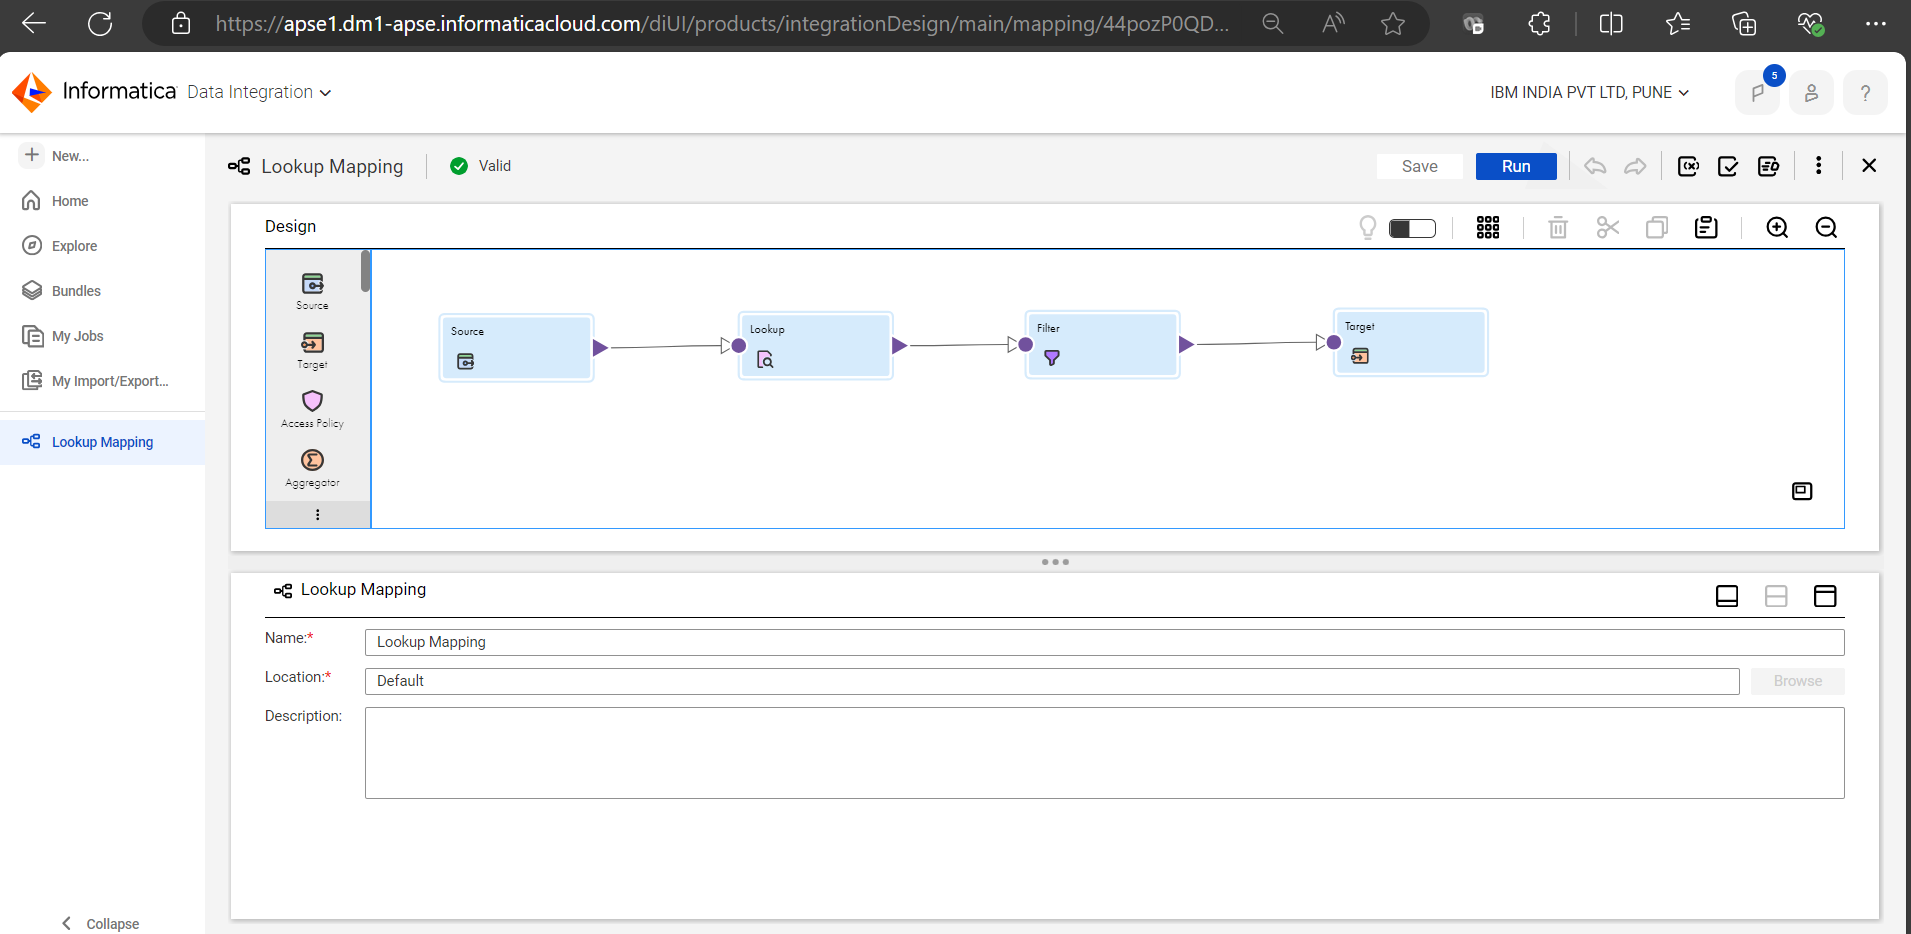 https://apse1.dm1-apse.informaticacloud.com/diUI/products/integrationDesign/main/mapping/44pozP0QD...
Informatica Data Integration
IBM INDIA PVT LTD, PUNE
5
?
New...
Home
Explore
Bundles
My Jobs
My Import/Export...
Lookup Mapping
Collapse
Lookup Mapping
Valid
Save
Run
Design
Source
Target
Access Policy
Aggregator
Source
Lookup
Filter
Target
Lookup Mapping
Name:*
Lookup Mapping
Location:*
Default
Browse
Description: